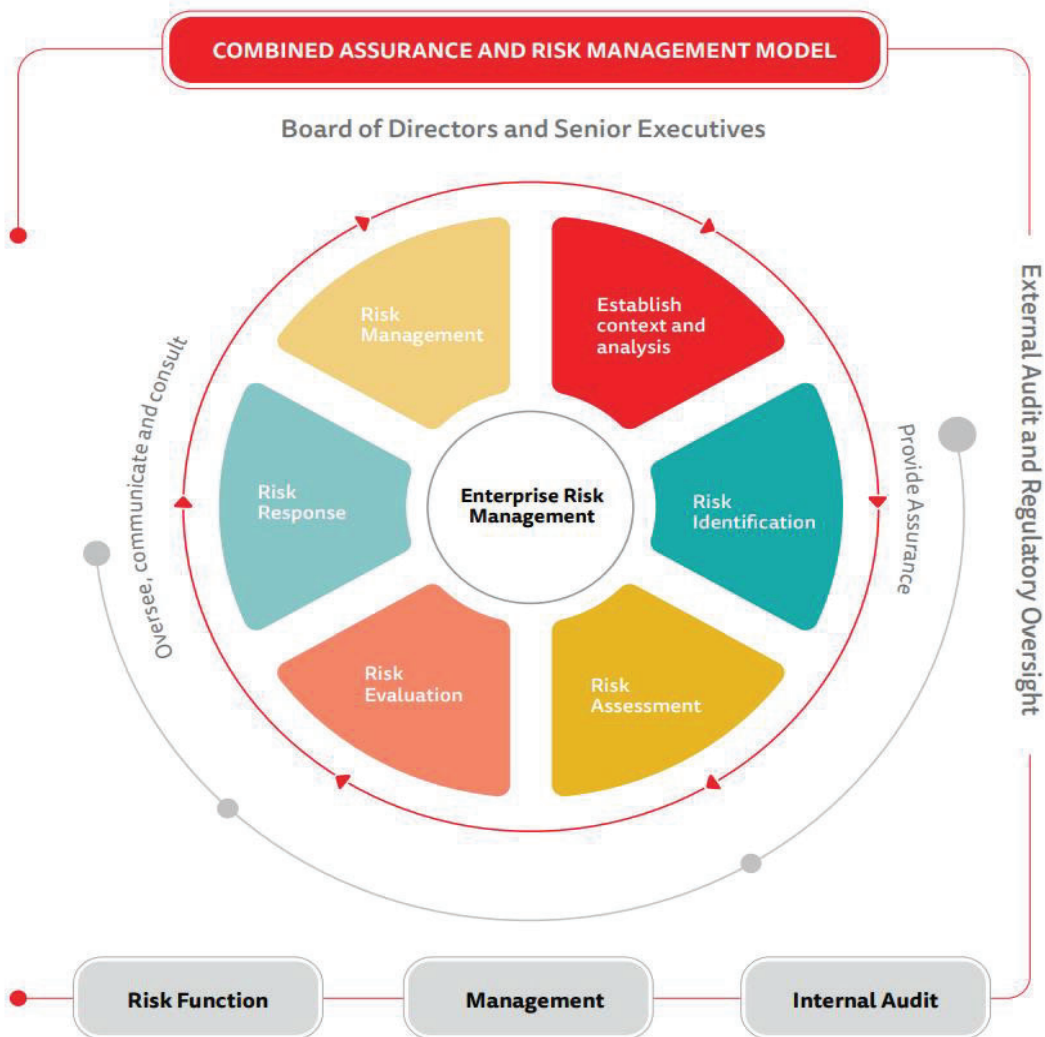 COMBINED ASSURANCE AND RISK MANAGEMENT MODEL
Board of Directors and Senior Executives
Risk
Management
Establish
context and
analysis
Risk
Response
Enterprise Risk
Management
Risk
Identification
Risk
Evaluation
Risk
Assessment
Oversee, communicate and consult
Provide Assurance
External Audit and Regulatory Oversight
Risk Function
Management
Internal Audit